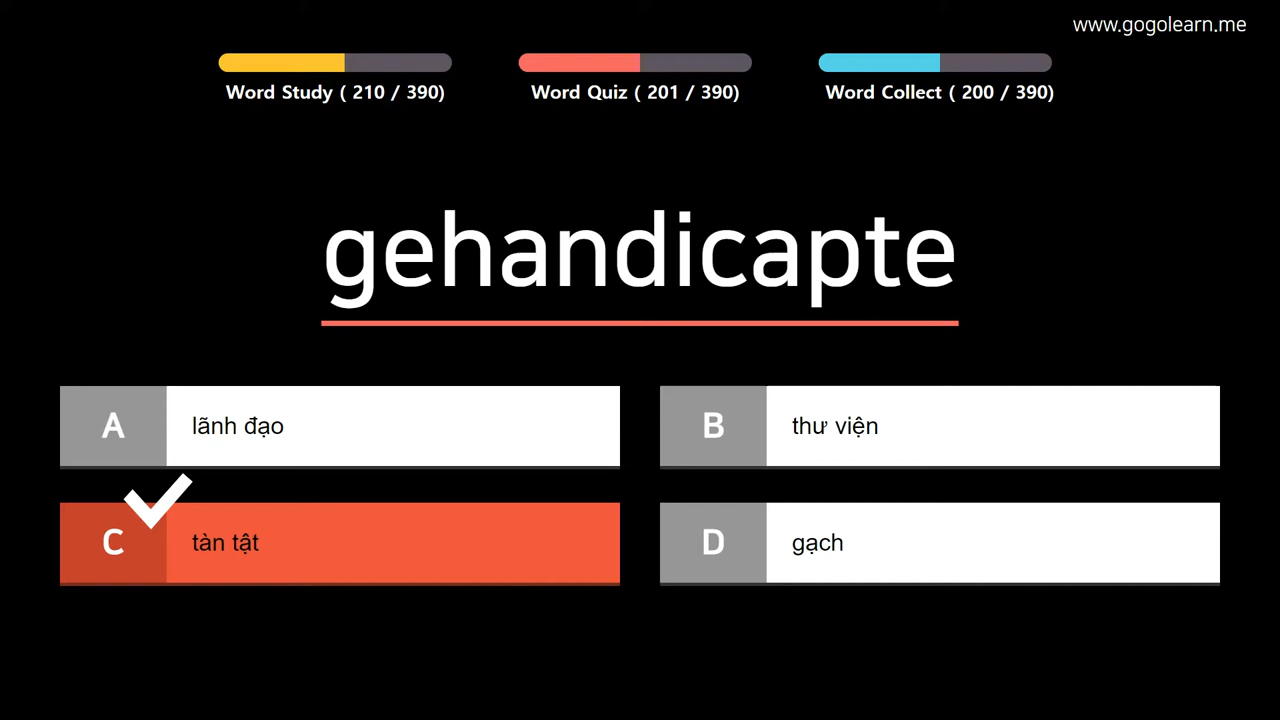 www.gogolearn.me
Word Study ( 210 / 390)
Word Quiz ( 201 / 390)
Word Collect ( 200 / 390)
gehandicapte
A lãnh đạo
B thư viện
C tàn tật
D gạch